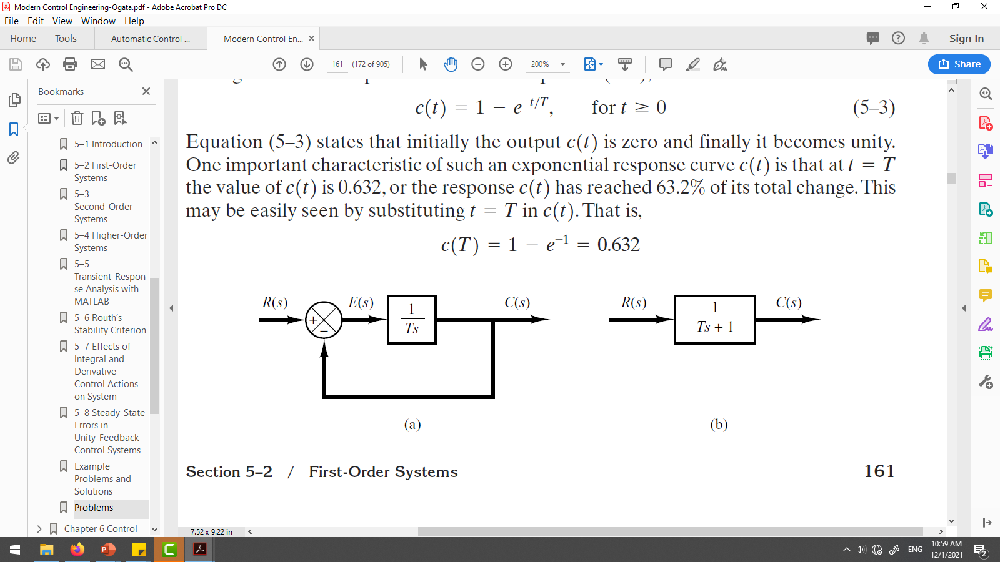 Modern Control Engineering-Ogata.pdf - Adobe Acrobat Pro DC
File Edit View Window Help
Home Tools Automatic Control ... Modern Control En... ×
Sign In
161 (172 of 905) 200% Share
Bookmarks
5–1 Introduction
5–2 First-Order
Systems
5–3
Second-Order
Systems
5–4 Higher-Order
Systems
5–5
Transient-Respon
se Analysis with
MATLAB
5–6 Routh’s
Stability Criterion
5–7 Effects of
Integral and
Derivative
Control Actions
on System
5–8 Steady-State
Errors in
Unity-Feedback
Control Systems
Example
Problems and
Solutions
Problems
Chapter 6 Control
c(t) = 1 − e^{−t/T}, for t ≥ 0 (5–3)
Equation (5–3) states that initially the output c(t) is zero and finally it becomes unity.
One important characteristic of such an exponential response curve c(t) is that at t = T
the value of c(t) is 0.632, or the response c(t) has reached 63.2% of its total change. This
may be easily seen by substituting t = T in c(t). That is,
c(T) = 1 − e^{−1} = 0.632
R(s) + − E(s) 1/Ts C(s)
(a)
R(s) 1/(Ts + 1) C(s)
(b)
Section 5–2 / First-Order Systems 161
7.52 x 9.22 in
ENG
10:59 AM
12/1/2021
2